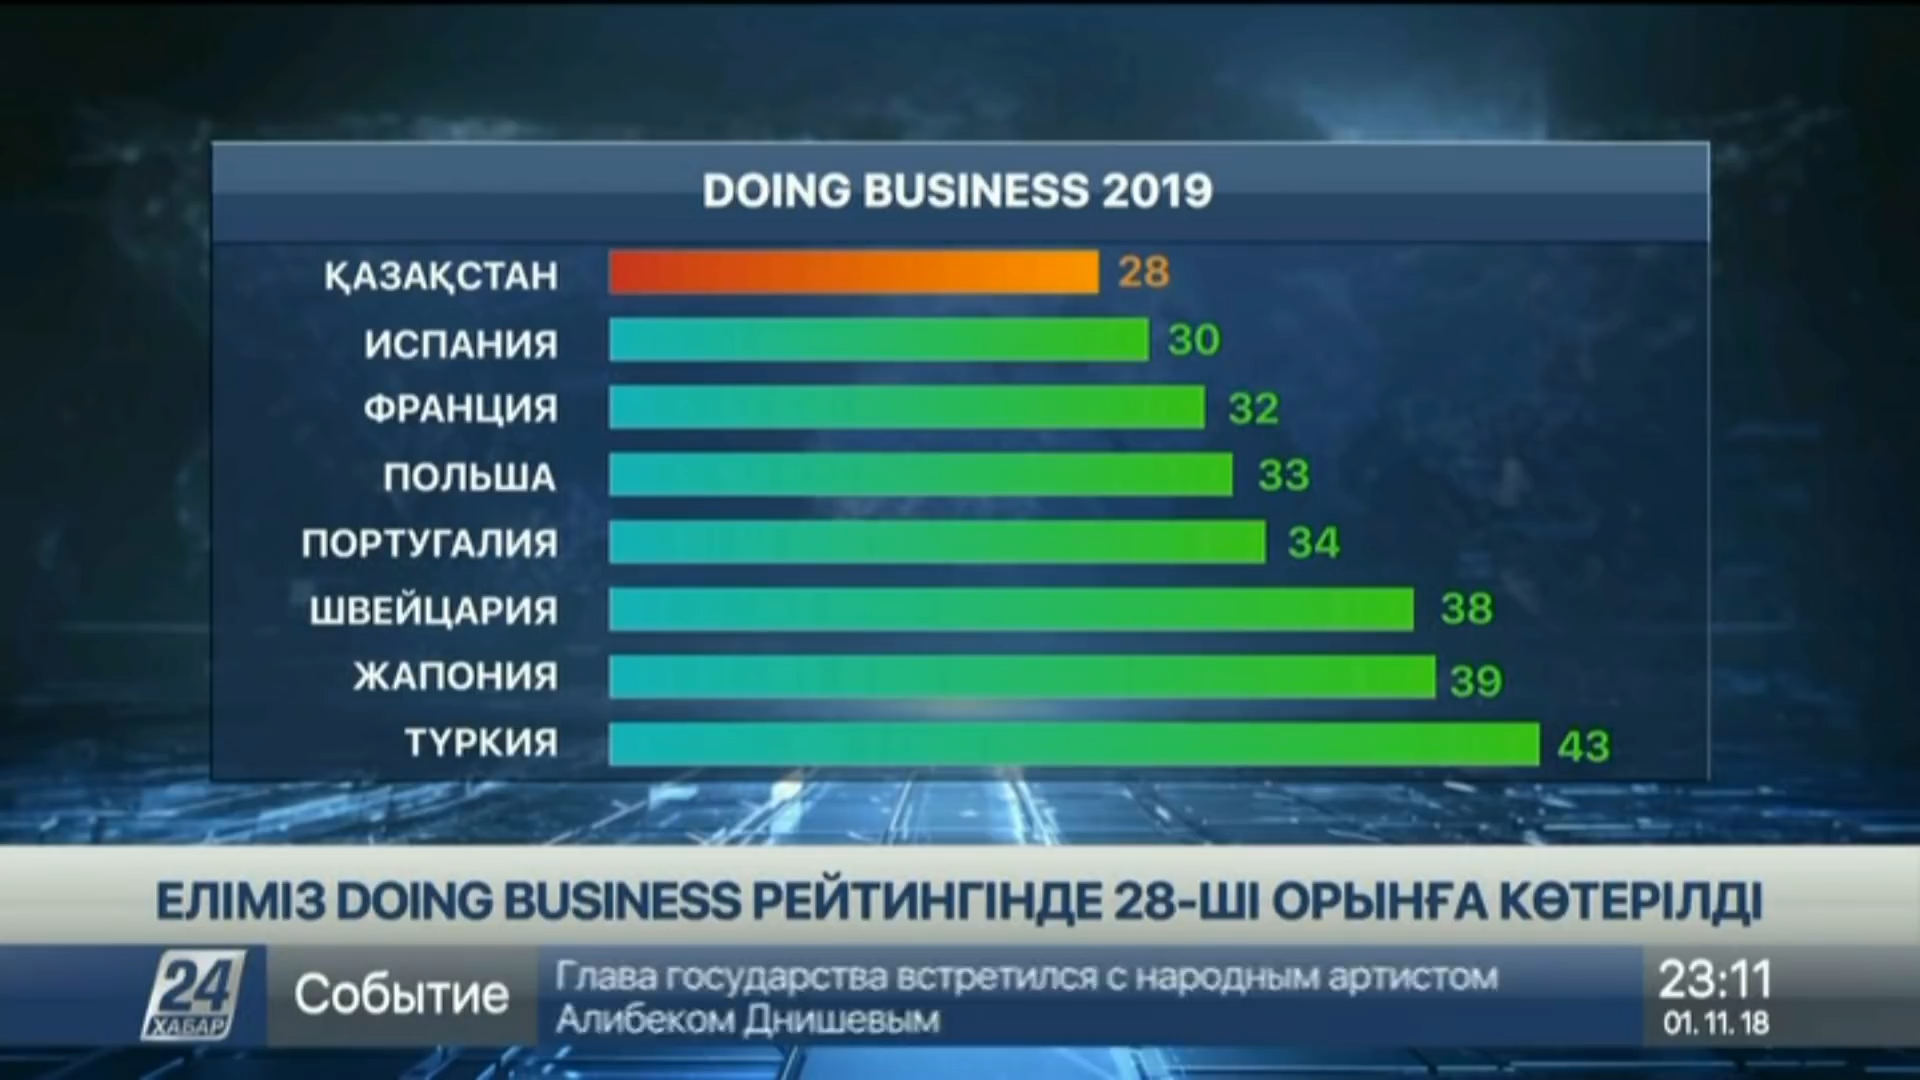 DOING BUSINESS 2019
ҚАЗАҚСТАН 28
ИСПАНИЯ 30
ФРАНЦИЯ 32
ПОЛЬША 33
ПОРТУГАЛИЯ 34
ШВЕЙЦАРИЯ 38
ЖАПОНИЯ 39
ТҮРКИЯ 43
ЕЛІМІЗ DOING BUSINESS РЕЙТИНГІНДЕ 28-ШІ ОРЫНҒА КӨТЕРІЛДІ
24
ХАБАР
Событие
Глава государства встретился с народным артистом
Алибеком Днишевым
23:11
01.11.18